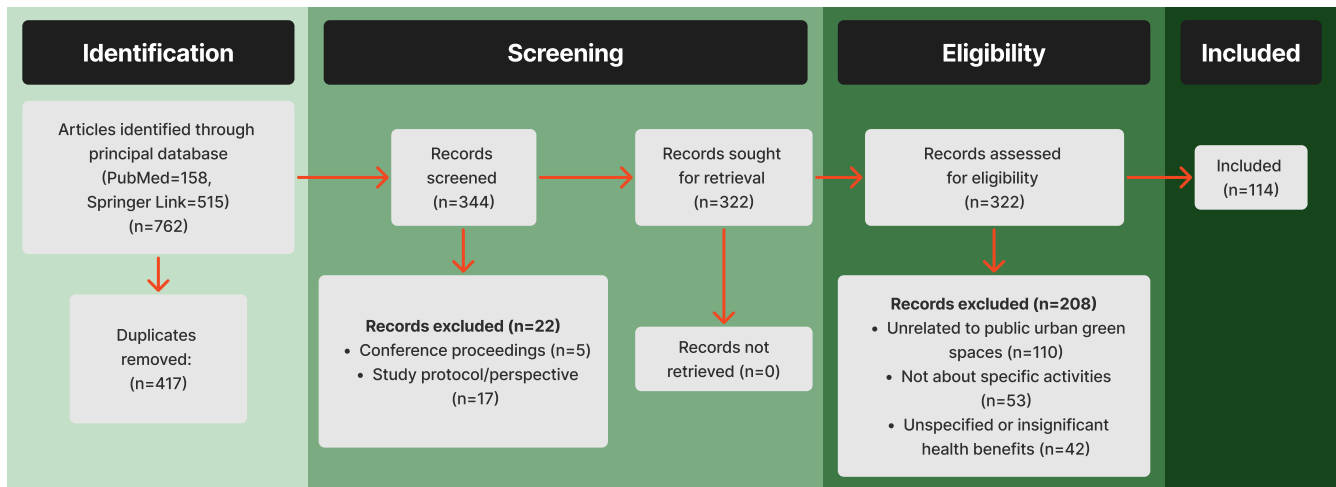 Identification
Articles identified through
principal database
(PubMed=158,
Springer Link=515)
(n=762)
Duplicates
removed:
(n=417)
Screening
Records
screened
(n=344)
Records excluded (n=22)
• Conference proceedings (n=5)
• Study protocol/perspective
(n=17)
Records sought
for retrieval
(n=322)
Records not
retrieved (n=0)
Eligibility
Records assessed
for eligibility
(n=322)
Records excluded (n=208)
• Unrelated to public urban green
spaces (n=110)
• Not about specific activities
(n=53)
• Unspecified or insignificant
health benefits (n=42)
Included
Included
(n=114)